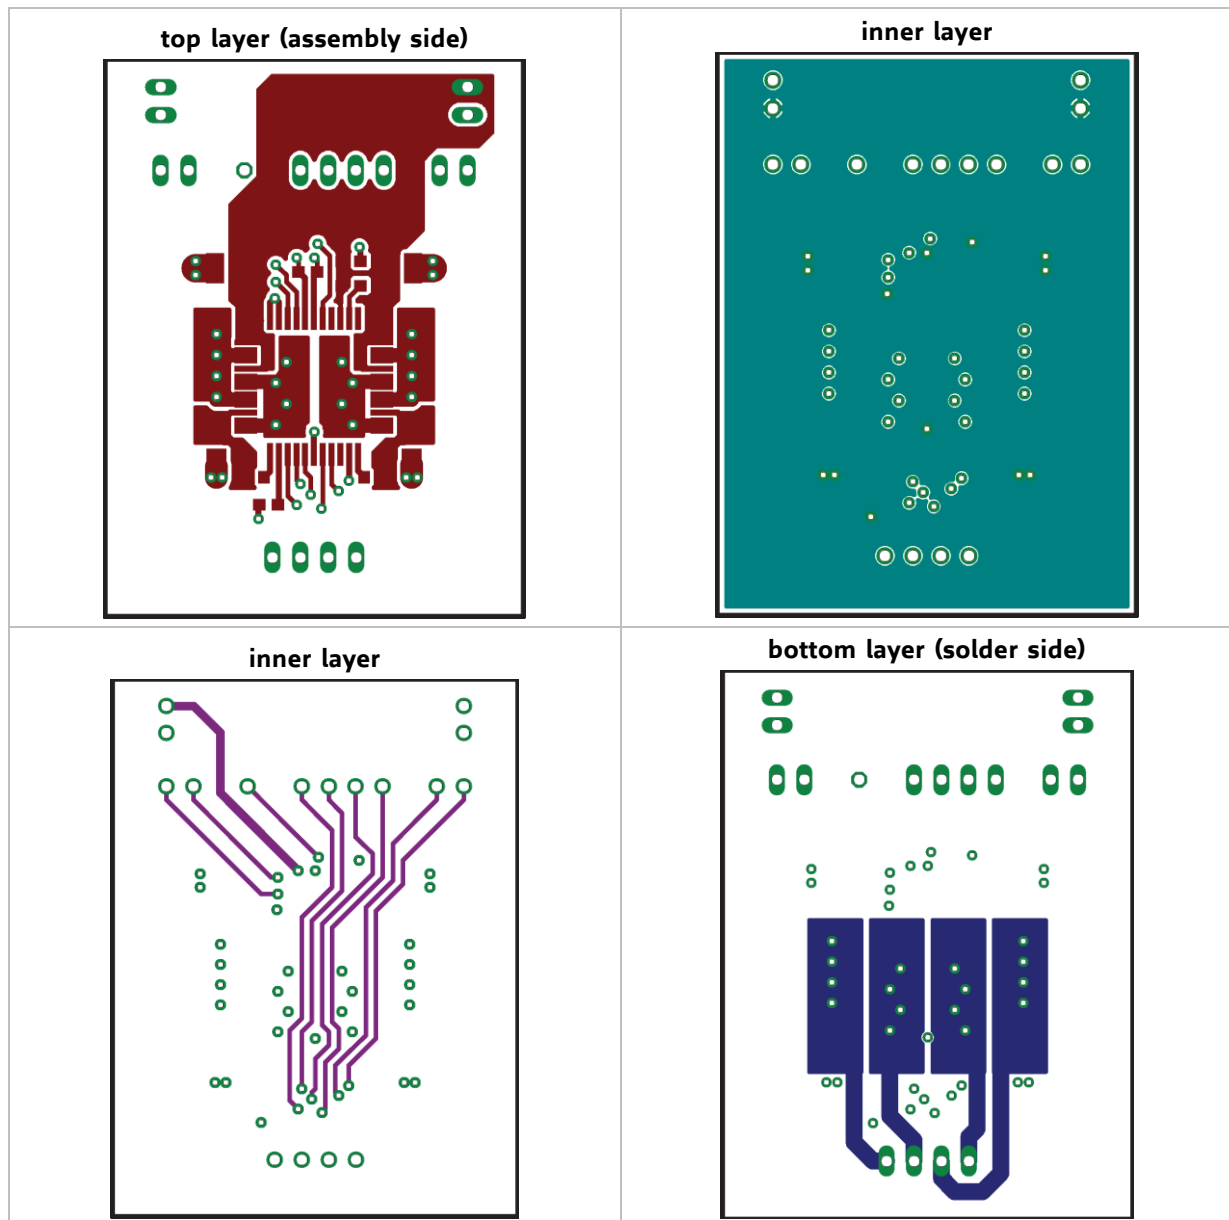 top layer (assembly side)
inner layer
inner layer
bottom layer (solder side)